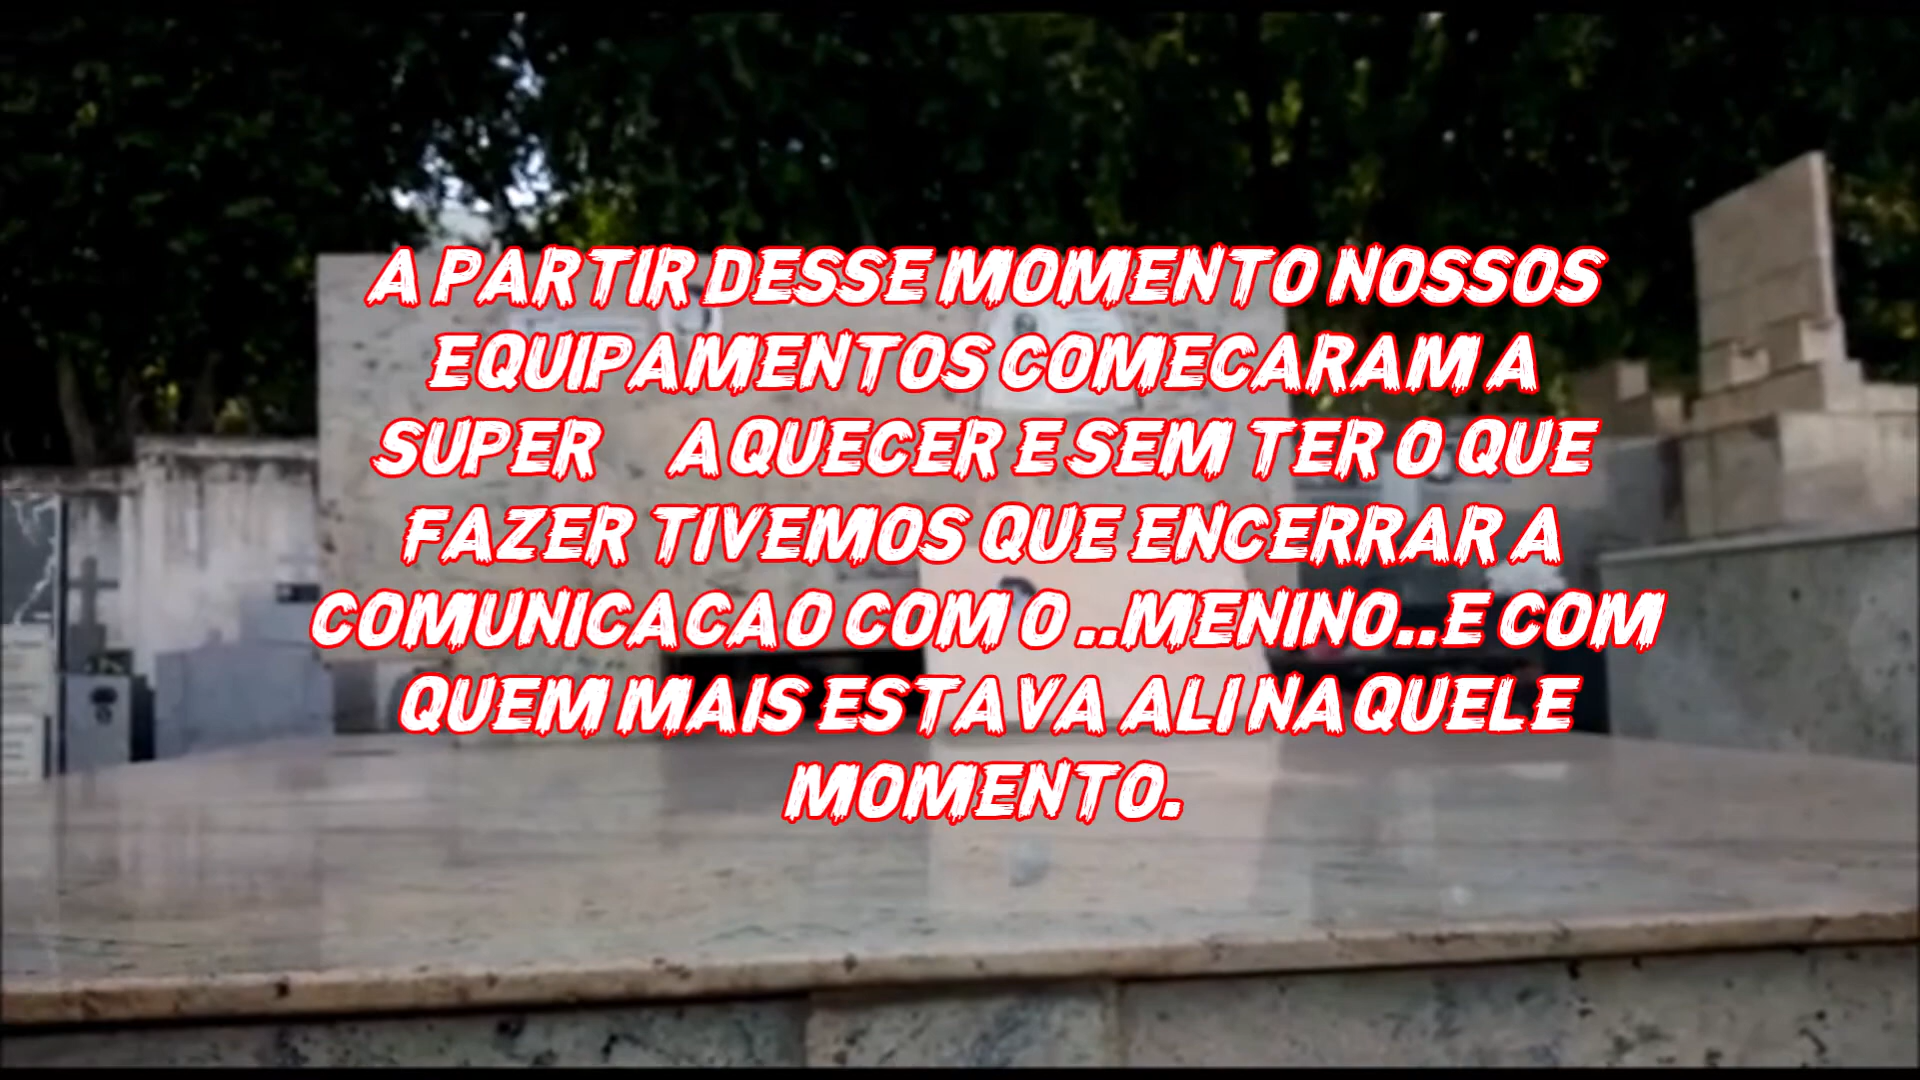 A PARTIR DESSE MOMENTO NOSSOS
EQUIPAMENTOS COMECARAM A
SUPER AQUECER E SEM TER O QUE
FAZER TIVEMOS QUE ENCERRAR A
COMUNICACAO COM O ..MENINO..E COM
QUEM MAIS ESTAVA ALI NAQUELE
MOMENTO.